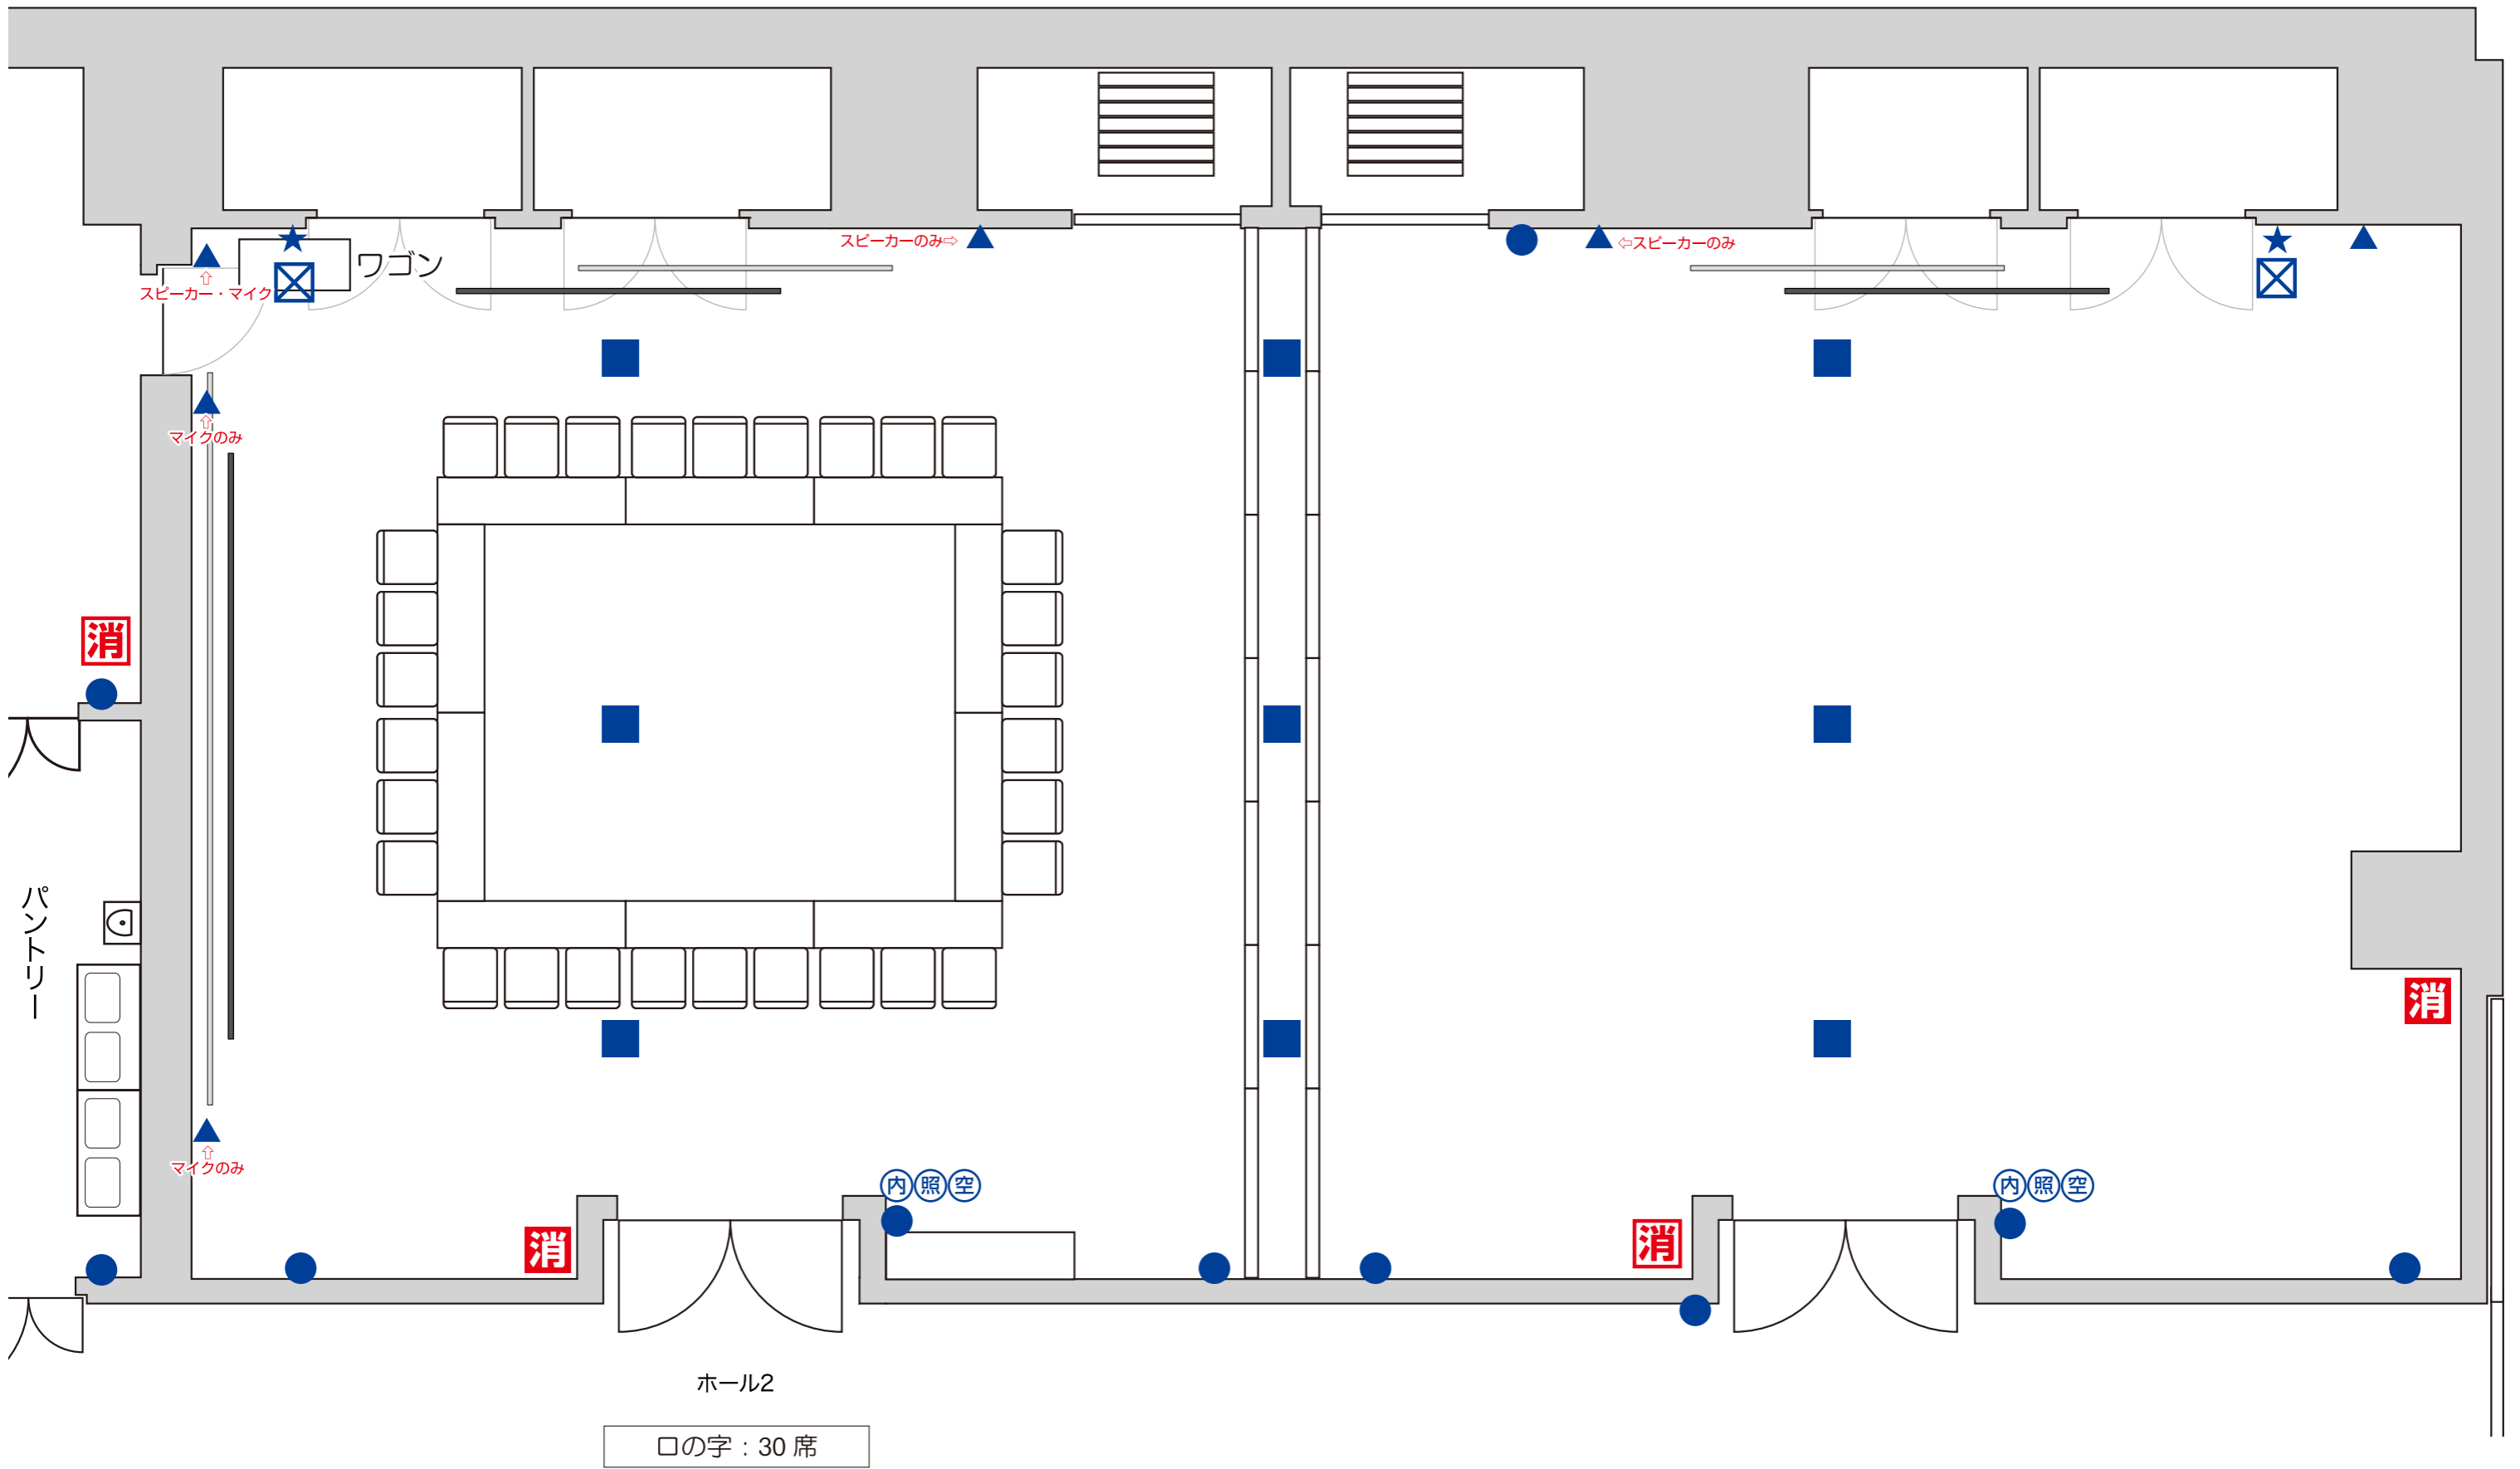 ワゴン
スピーカーのみ⇨
⇦スピーカーのみ
⇧
スピーカー・マイク
⇧
マイクのみ
消
パントリー
消
⇧
マイクのみ
内照空
内照空
消
消
ホール2
ロの字：30 席